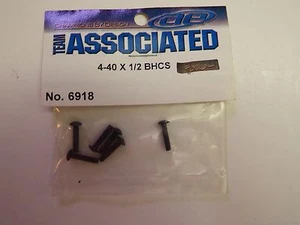 TEAM
ASSOCIATED
4-40 X 1/2 BHCS
No. 6918